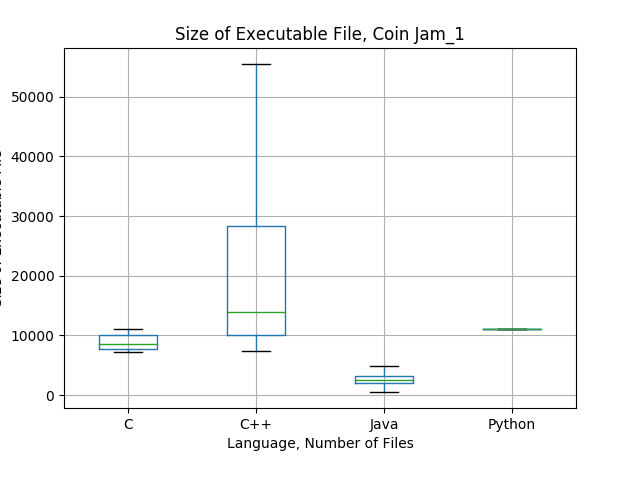 Size of Executable File, Coin Jam_1
50000
40000
30000
20000
10000
0
C C++ Java Python
Language, Number of Files